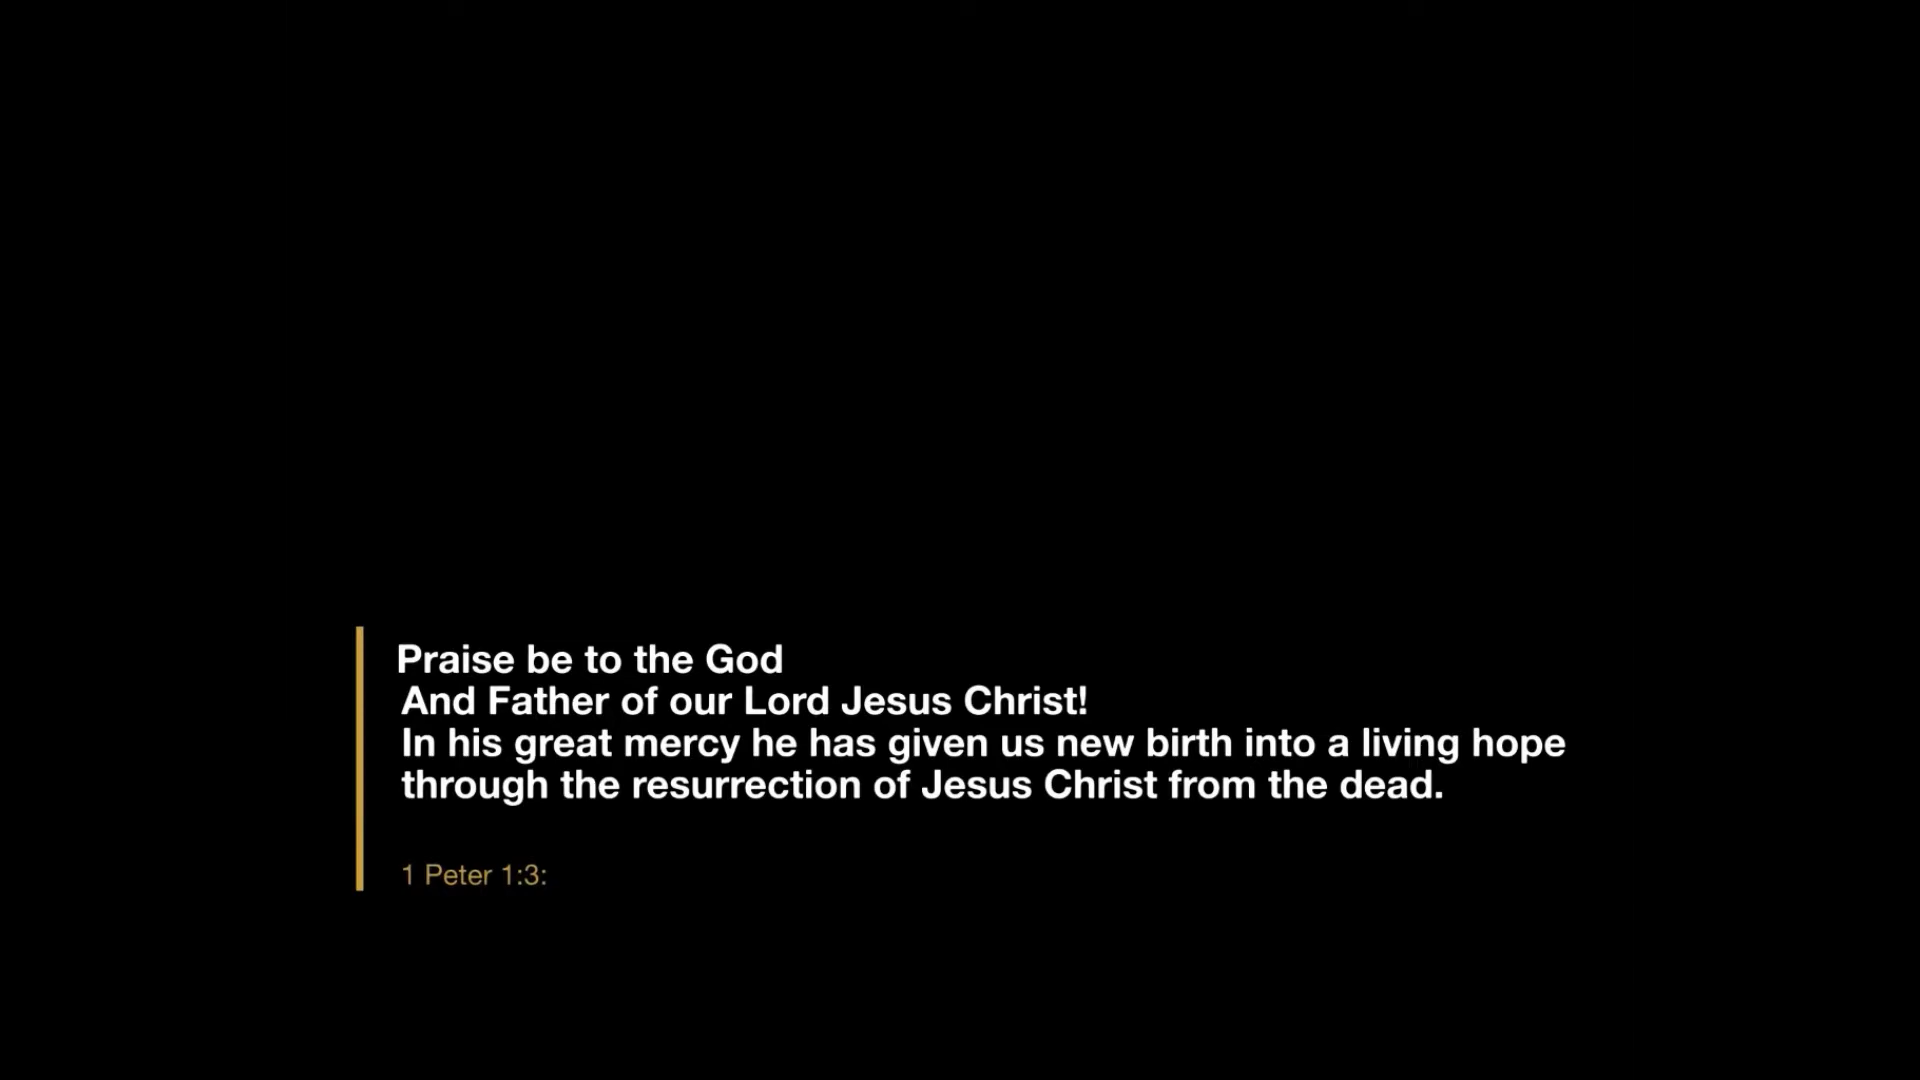 Praise be to the God
And Father of our Lord Jesus Christ!
In his great mercy he has given us new birth into a living hope
through the resurrection of Jesus Christ from the dead.
1 Peter 1:3: